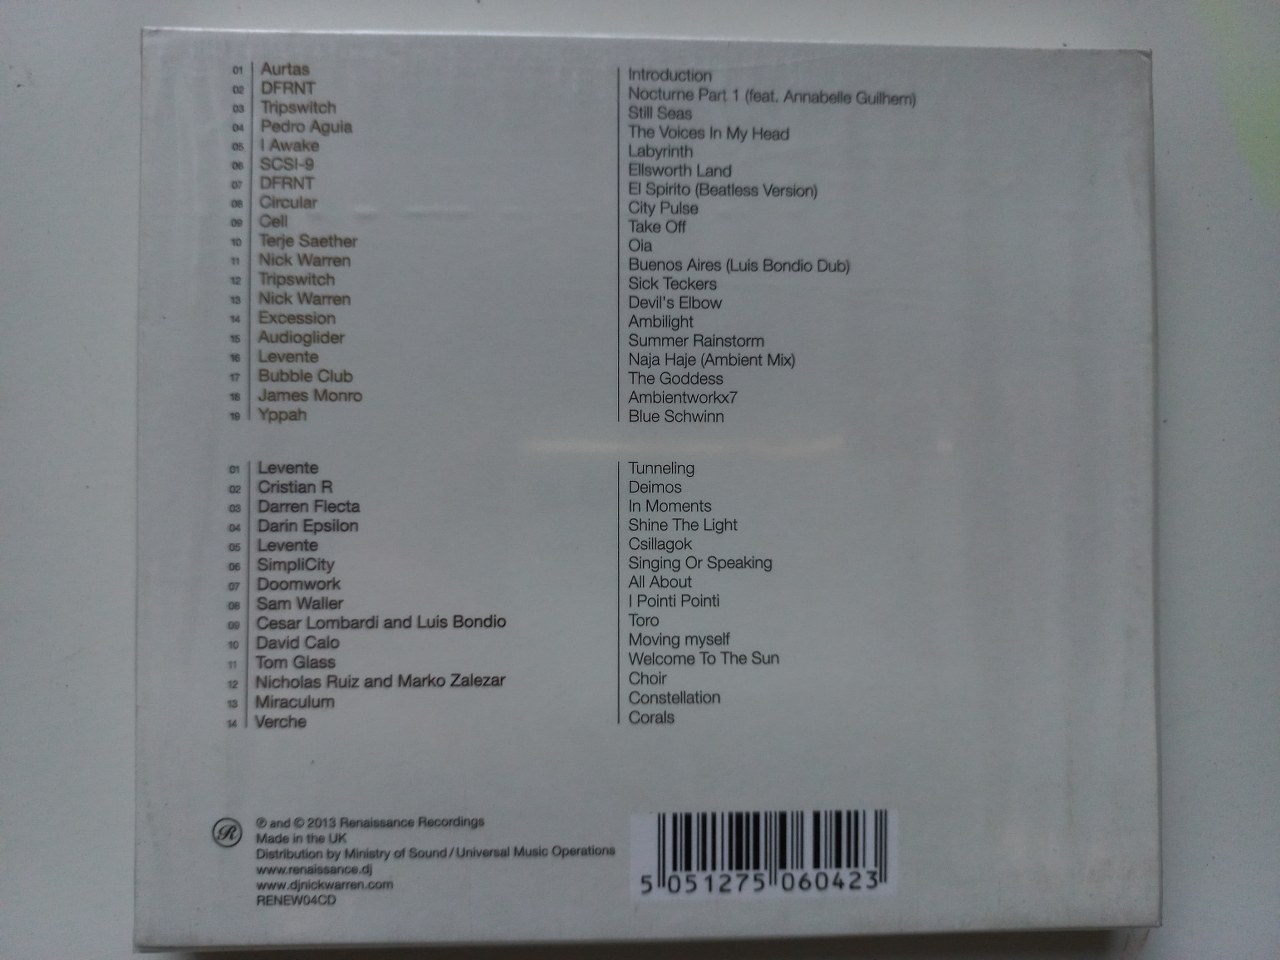 01 Aurtas Introduction
02 DFRNT Nocturne Part 1 (feat. Annabelle Guilhem)
03 Tripswitch Still Seas
04 Pedro Aguia The Voices In My Head
05 I Awake Labyrinth
06 SCSI-9 Ellsworth Land
07 DFRNT El Spirito (Beatless Version)
08 Circular City Pulse
09 Cell Take Off
10 Terje Saether Oia
11 Nick Warren Buenos Aires (Luis Bondio Dub)
12 Tripswitch Sick Teckers
13 Nick Warren Devil's Elbow
14 Excession Ambilight
15 Audioglider Summer Rainstorm
16 Levente Naja Haje (Ambient Mix)
17 Bubble Club The Goddess
18 James Monro Ambientworkx7
19 Yppah Blue Schwinn
01 Levente Tunneling
02 Cristian R Deimos
03 Darren Flecta In Moments
04 Darin Epsilon Shine The Light
05 Levente Csillagok
06 SimpliCity Singing Or Speaking
07 Doomwork All About
08 Sam Waller I Pointi Pointi
09 Cesar Lombardi and Luis Bondio Toro
10 David Calo Moving myself
11 Tom Glass Welcome To The Sun
12 Nicholas Ruiz and Marko Zalezar Choir
13 Miraculum Constellation
14 Verche Corals
R
℗ and © 2013 Renaissance Recordings
Made in the UK
Distribution by Ministry of Sound / Universal Music Operations
www.renaissance.dj
www.djnickwarren.com
RENEW04CD
5 051275 060423